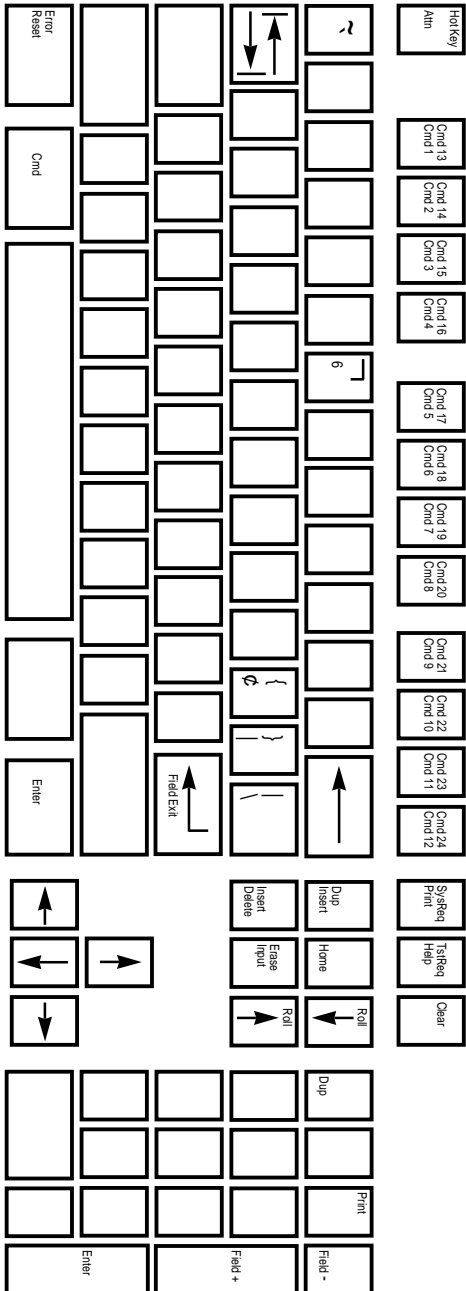 Hot Key
Attn
Cmd 13
Cmd 1
Cmd 14
Cmd 2
Cmd 15
Cmd 3
Cmd 16
Cmd 4
Cmd 17
Cmd 5
Cmd 18
Cmd 6
Cmd 19
Cmd 7
Cmd 20
Cmd 8
Cmd 21
Cmd 9
Cmd 22
Cmd 10
Cmd 23
Cmd 11
Cmd 24
Cmd 12
SysReq
Print
TstReq
Help
Clear
~
¬
6
Dup
Insert
Home
Roll
Dup
Print
Field -
{
¢
}
|
|
\
Insert
Delete
Erase
Input
Roll
Field +
Field Exit
Enter
Error
Reset
Cmd
Enter